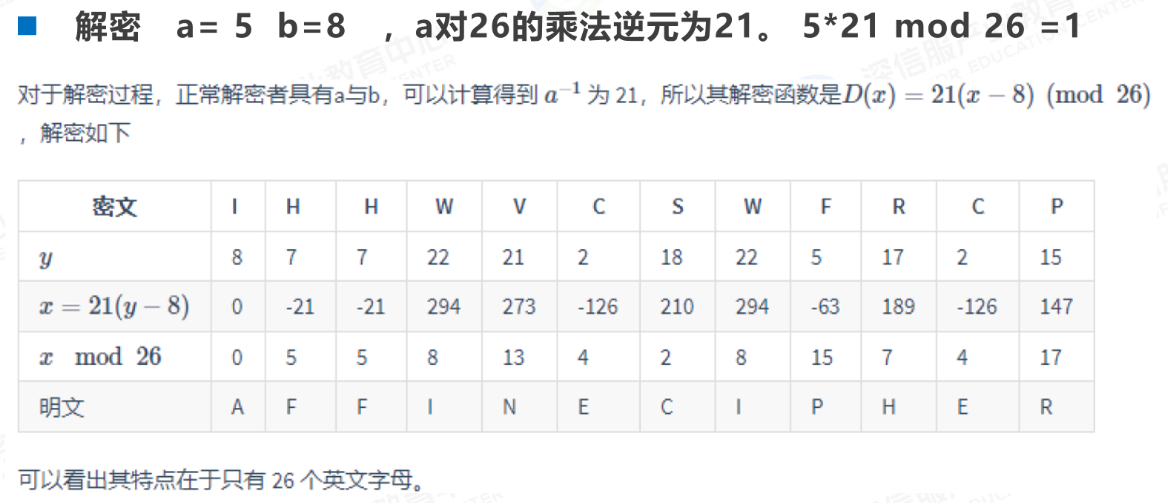 解密 a= 5 b=8 ，a对26的乘法逆元为21。 5*21 mod 26 =1
对于解密过程，正常解密者具有a与b，可以计算得到 a⁻¹ 为 21，所以其解密函数是D(x) = 21(x − 8) (mod 26)
，解密如下
密文 I H H W V C S W F R C P
y 8 7 7 22 21 2 18 22 5 17 2 15
x = 21(y − 8) 0 -21 -21 294 273 -126 210 294 -63 189 -126 147
x mod 26 0 5 5 8 13 4 2 8 15 7 4 17
明文 A F F I N E C I P H E R
可以看出其特点在于只有 26 个英文字母。